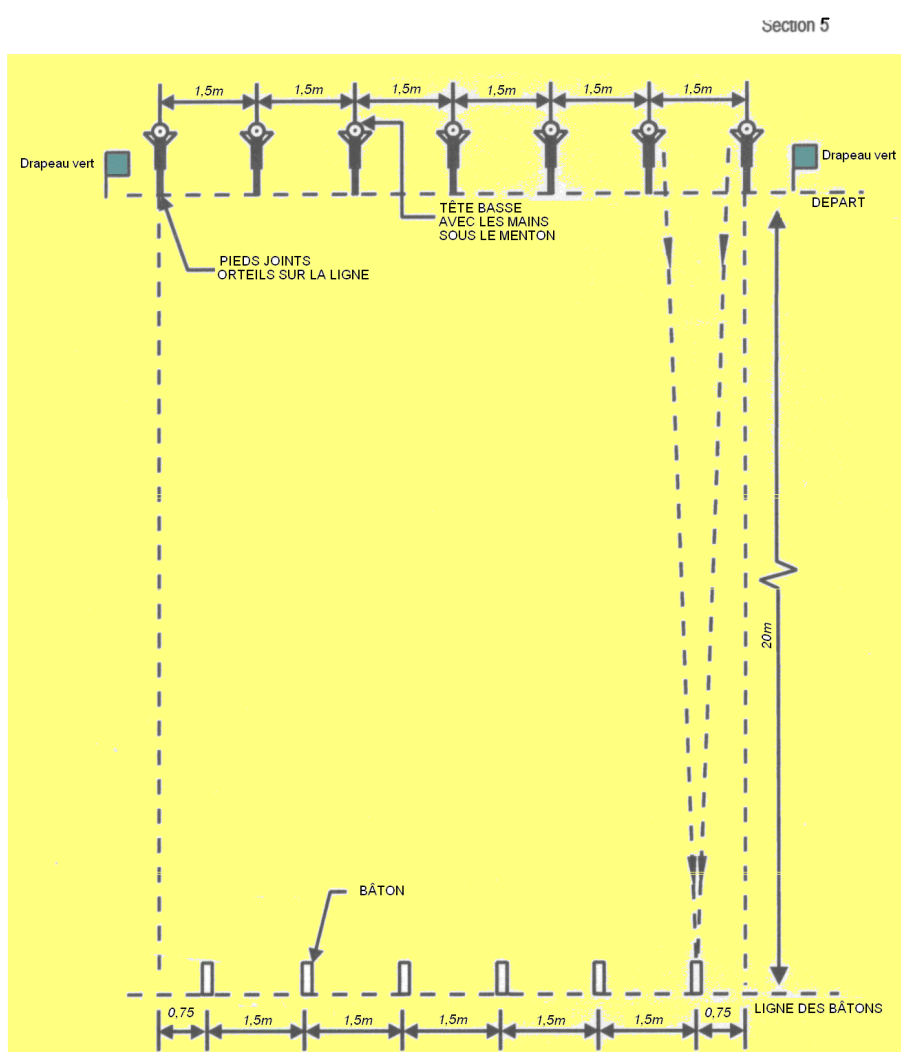 Section 5
1,5m 1,5m 1,5m 1,5m 1,5m 1,5m
Drapeau vert
Drapeau vert
DEPART
TÊTE BASSE
AVEC LES MAINS
SOUS LE MENTON
PIEDS JOINTS
ORTEILS SUR LA LIGNE
20m
BÂTON
LIGNE DES BÂTONS
0,75 1,5m 1,5m 1,5m 1,5m 1,5m 0,75